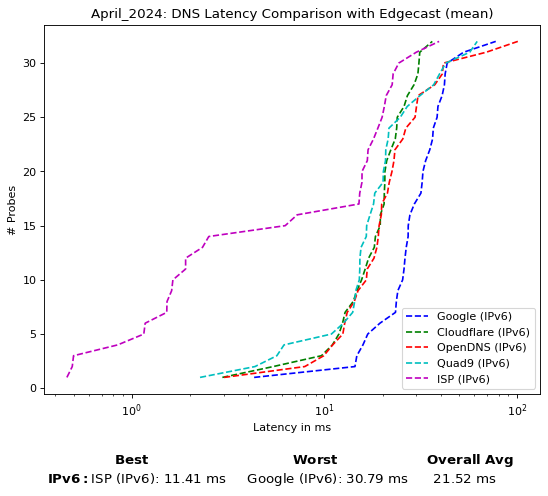 April_2024: DNS Latency Comparison with Edgecast (mean)
# Probes
30
25
20
15
10
5
0
10^0
10^1
10^2
Latency in ms
Google (IPv6)
Cloudflare (IPv6)
OpenDNS (IPv6)
Quad9 (IPv6)
ISP (IPv6)
Best Worst Overall Avg
IPv6: ISP (IPv6): 11.41 ms Google (IPv6): 30.79 ms 21.52 ms